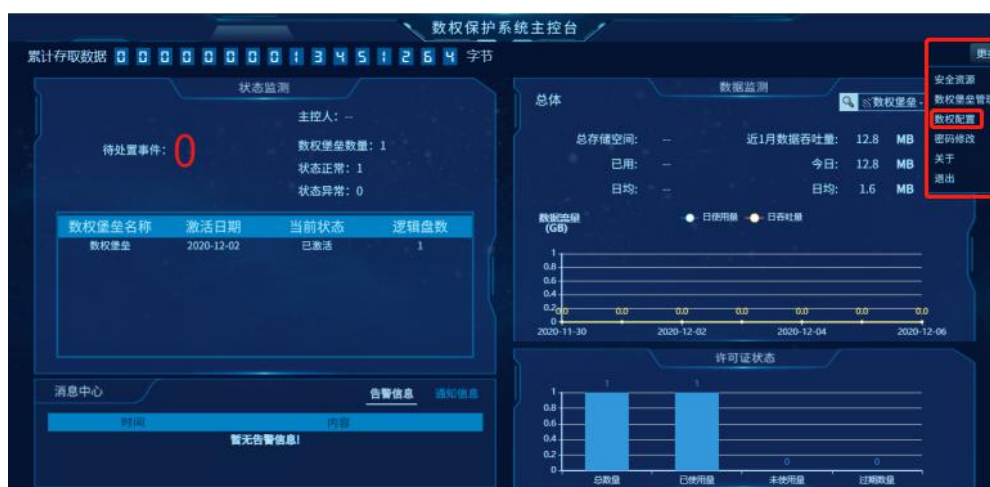 数权保护系统主控台
累计存取数据 0 0 0 0 0 0 0 0 1 3 4 5 1 2 6 4 字节
更
安全资源
数权堡垒管理
数权配置
密码修改
关于
退出
状态监测
主控人: --
待处置事件: 0
数权堡垒数量: 1
状态正常: 1
状态异常: 0
数权堡垒名称 激活日期 当前状态 逻辑盘数
数权堡垒 2020-12-02 已激活 1
消息中心
告警信息 通知信息
时间 内容
暂无告警信息!
数据监测
总体
数权堡垒
总存储空间: -- 近1月数据吞吐量: 12.8 MB
已用: -- 今日: 12.8 MB
日均: -- 日均: 1.6 MB
数据流量
(GB)
日使用量 日吞吐量
1
0.8
0.6
0.4
0.2
0
0.0 0.0 0.0 0.0 0.0 0.0 0.0
2020-11-30 2020-12-02 2020-12-04 2020-12-06
许可证状态
1
0.8
0.6
0.4
0.2
0
1 1 0 0
总数量 已使用量 未使用量 过期数量